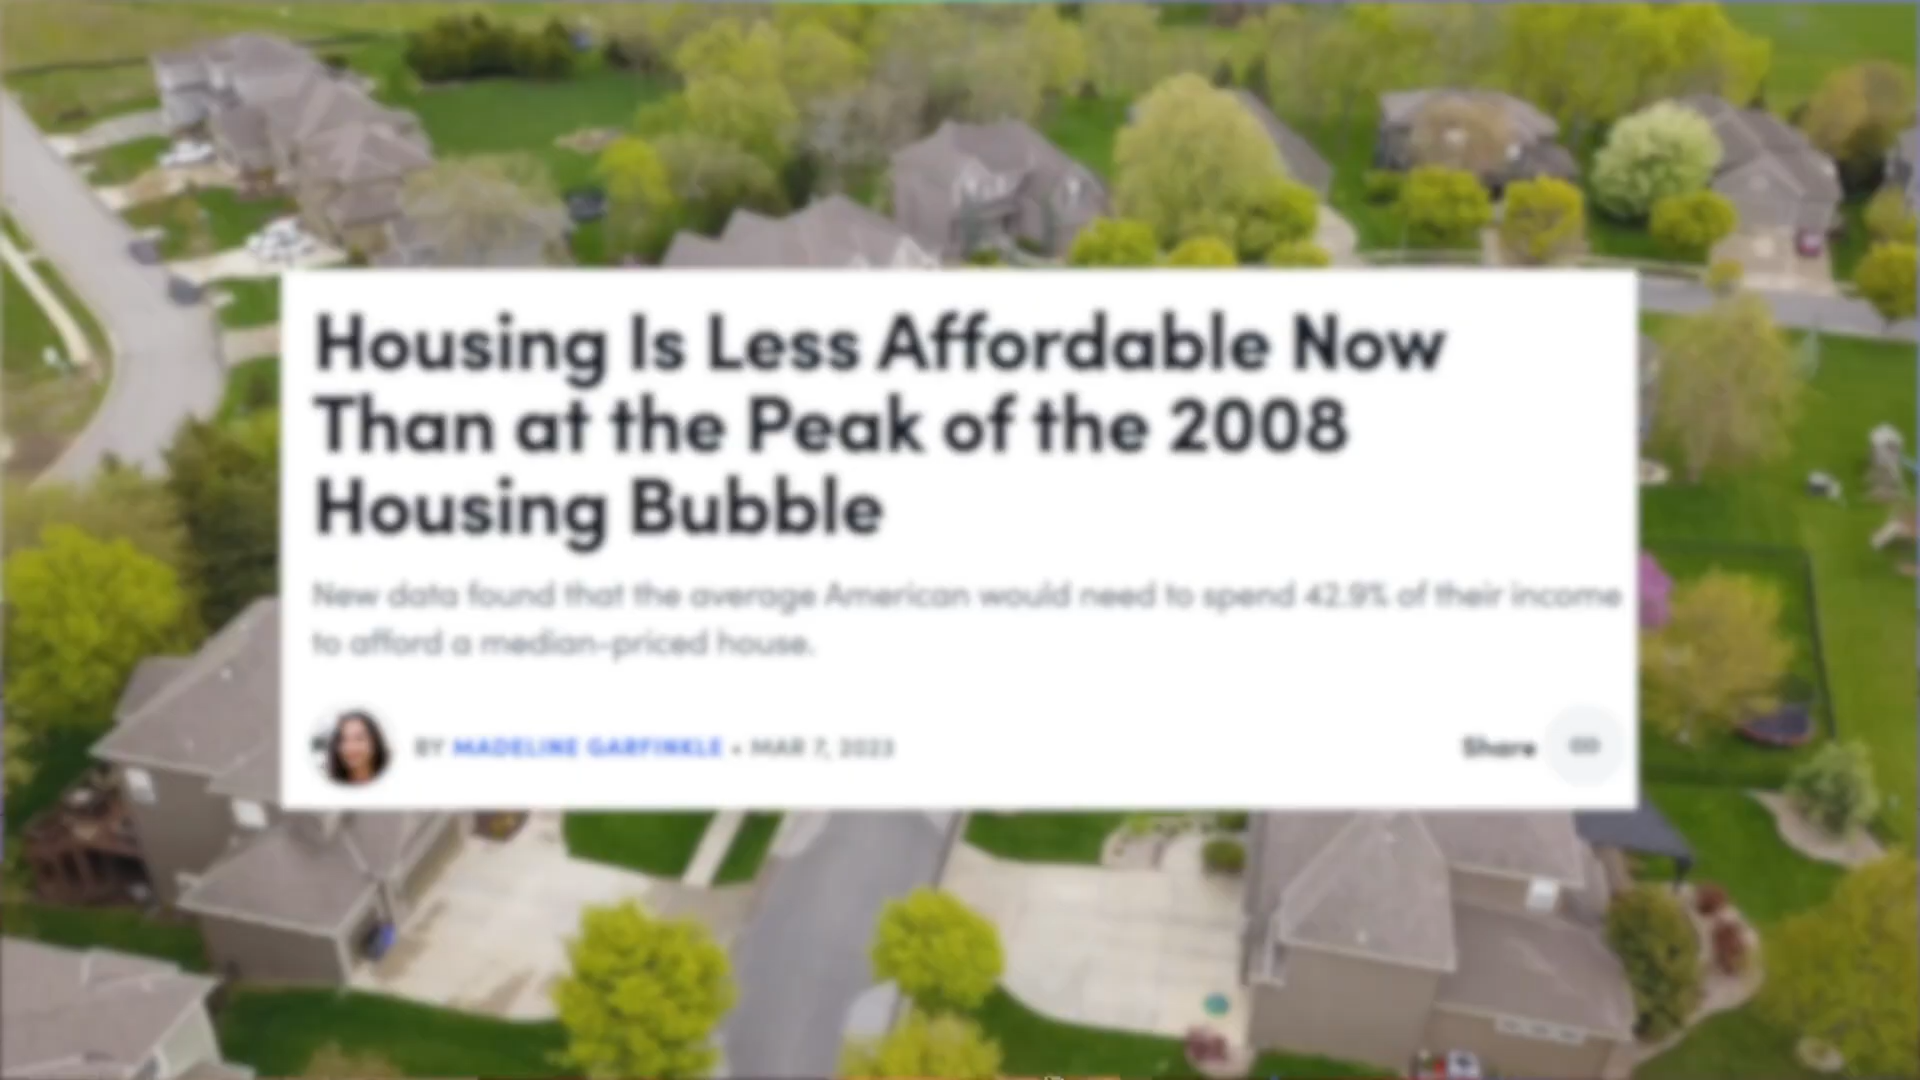 Housing Is Less Affordable Now
Than at the Peak of the 2008
Housing Bubble
New data found that the average American would need to spend 42.9% of their income
to afford a median-priced house.
BY MADELINE GARFINKLE • MAR 7, 2023
Share